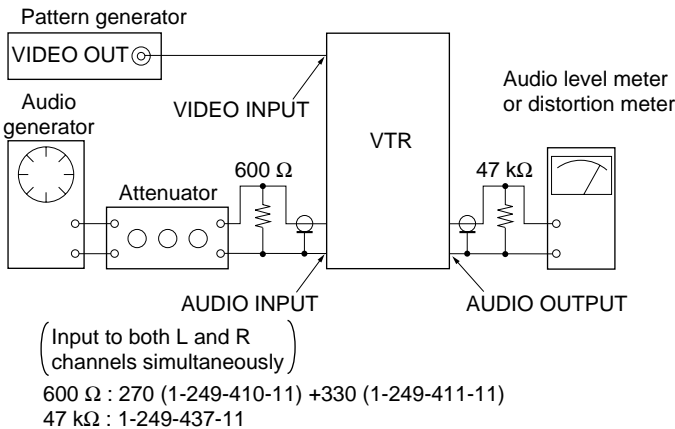 Pattern generator
VIDEO OUT
Audio
generator
VIDEO INPUT
VTR
Audio level meter
or distortion meter
Attenuator
600 Ω
47 kΩ
AUDIO INPUT
AUDIO OUTPUT
Input to both L and R
channels simultaneously
600 Ω : 270 (1-249-410-11) +330 (1-249-411-11)
47 kΩ : 1-249-437-11